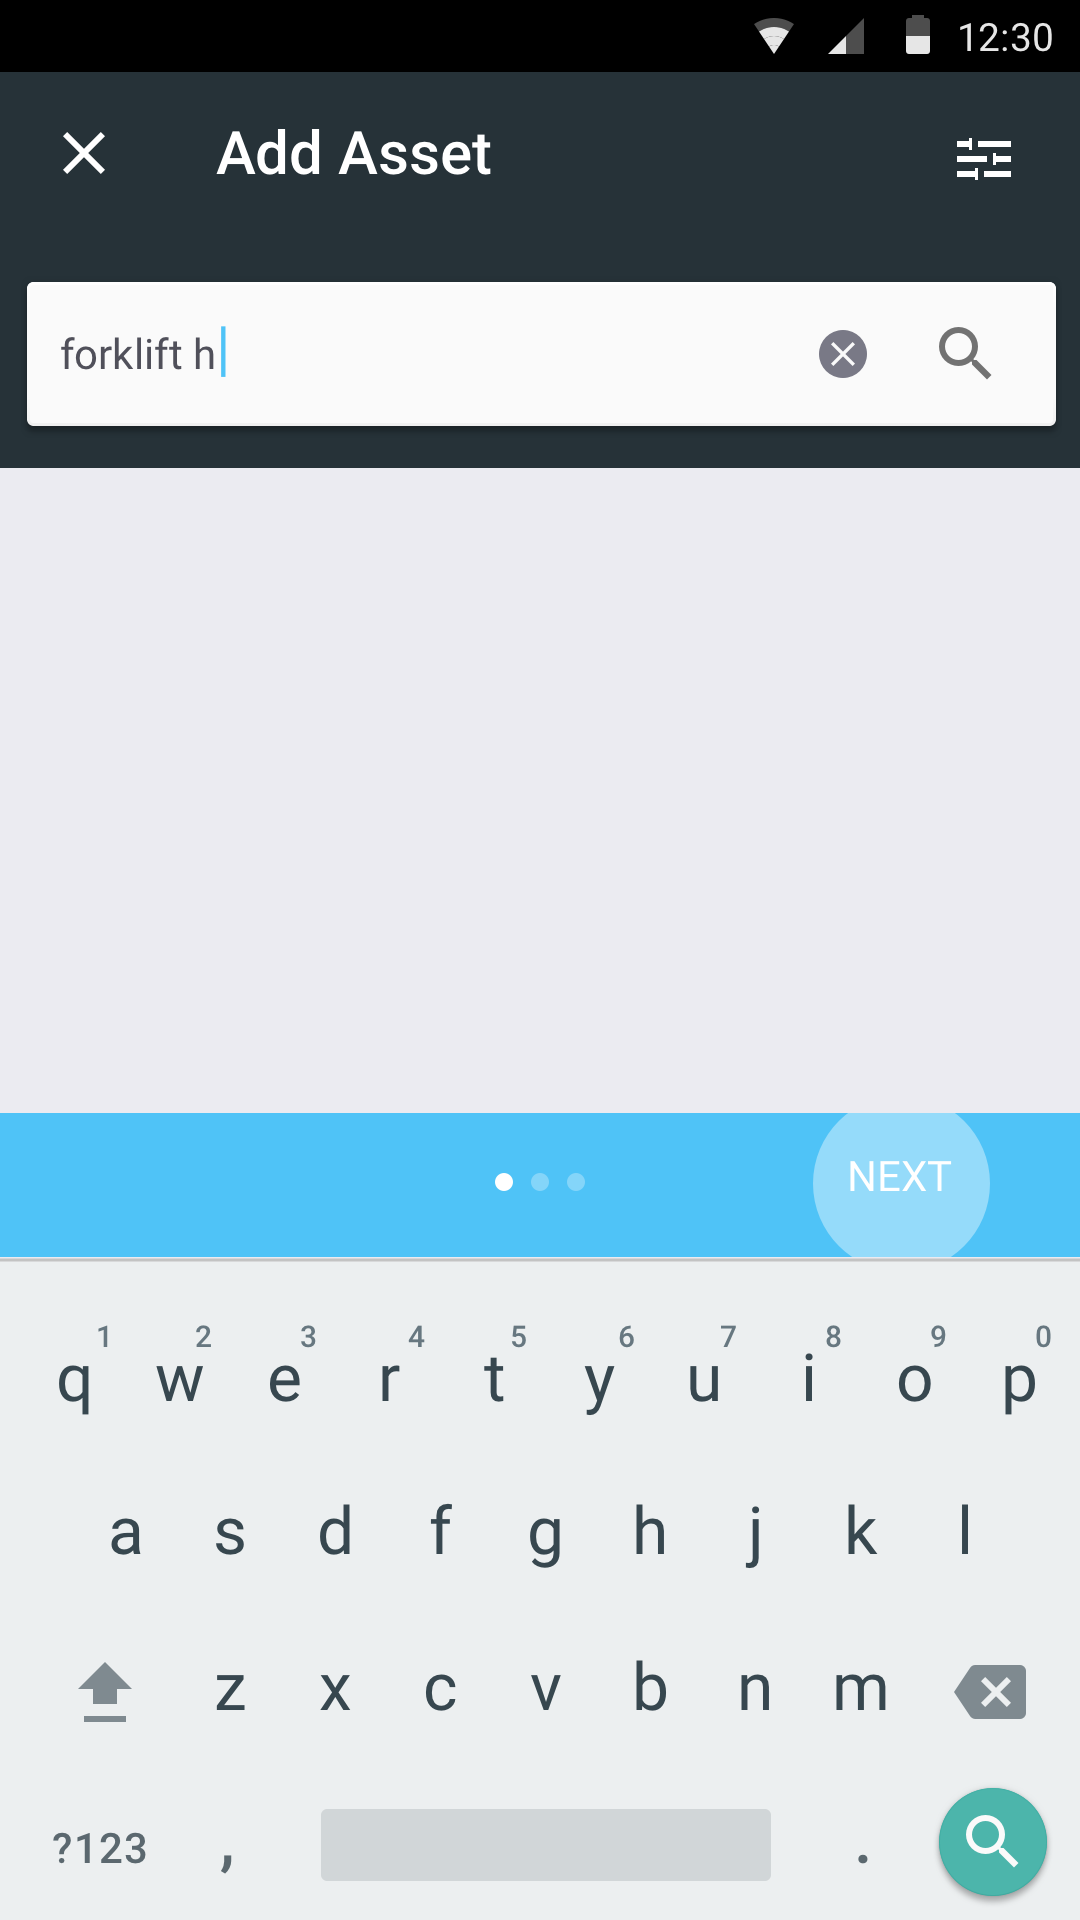 12:30
Add Asset
forklift h
NEXT
1 2 3 4 5 6 7 8 9 0
q w e r t y u i o p
a s d f g h j k l
z x c v b n m
?123 , .